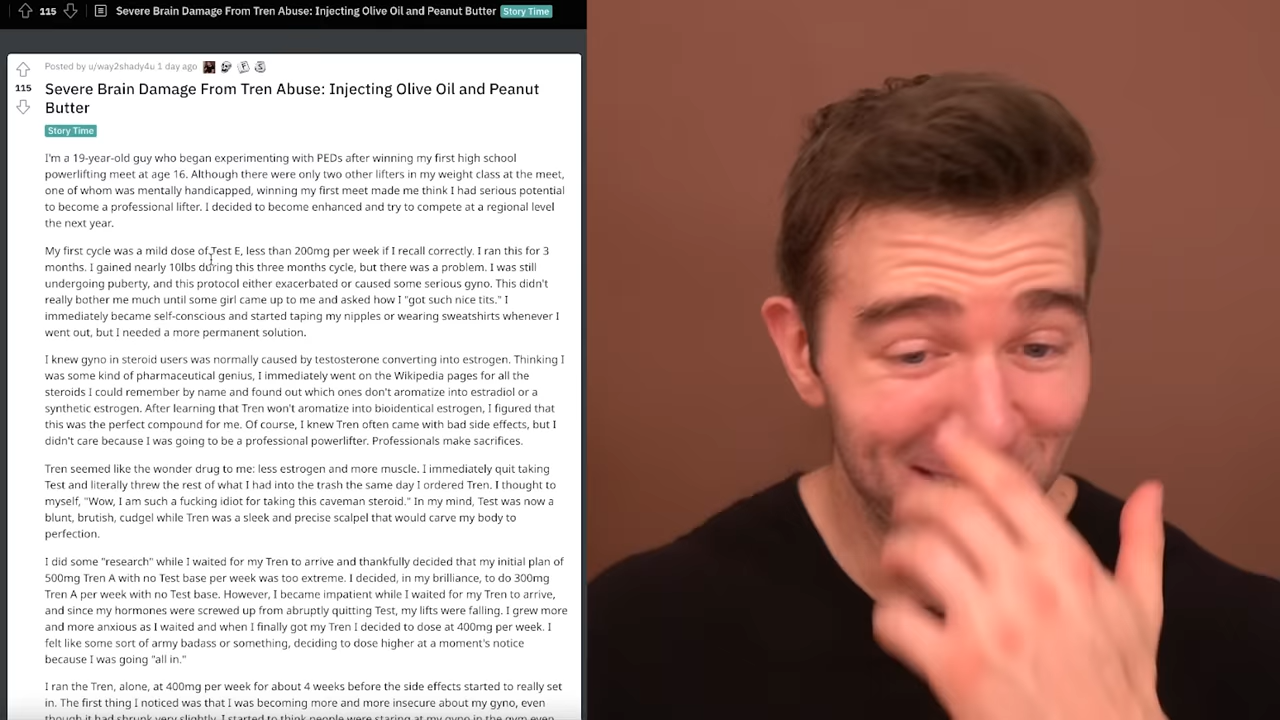 115 Severe Brain Damage From Tren Abuse: Injecting Olive Oil and Peanut Butter Story Time
Posted by u/way2shady4u 1 day ago
115
Severe Brain Damage From Tren Abuse: Injecting Olive Oil and Peanut
Butter
Story Time
I'm a 19-year-old guy who began experimenting with PEDs after winning my first high school
powerlifting meet at age 16. Although there were only two other lifters in my weight class at the meet,
one of whom was mentally handicapped, winning my first meet made me think I had serious potential
to become a professional lifter. I decided to become enhanced and try to compete at a regional level
the next year.
My first cycle was a mild dose of Test E, less than 200mg per week if I recall correctly. I ran this for 3
months. I gained nearly 10lbs during this three months cycle, but there was a problem. I was still
undergoing puberty, and this protocol either exacerbated or caused some serious gyno. This didn't
really bother me much until some girl came up to me and asked how I "got such nice tits." I
immediately became self-conscious and started taping my nipples or wearing sweatshirts whenever I
went out, but I needed a more permanent solution.
I knew gyno in steroid users was normally caused by testosterone converting into estrogen. Thinking I
was some kind of pharmaceutical genius, I immediately went on the Wikipedia pages for all the
steroids I could remember by name and found out which ones don't aromatize into estradiol or a
synthetic estrogen. After learning that Tren won't aromatize into bioidentical estrogen, I figured that
this was the perfect compound for me. Of course, I knew Tren often came with bad side effects, but I
didn't care because I was going to be a professional powerlifter. Professionals make sacrifices.
Tren seemed like the wonder drug to me: less estrogen and more muscle. I immediately quit taking
Test and literally threw the rest of what I had into the trash the same day I ordered Tren. I thought to
myself, "Wow, I am such a fucking idiot for taking this caveman steroid." In my mind, Test was now a
blunt, brutish, cudgel while Tren was a sleek and precise scalpel that would carve my body to
perfection.
I did some "research" while I waited for my Tren to arrive and thankfully decided that my initial plan of
500mg Tren A with no Test base per week was too extreme. I decided, in my brilliance, to do 300mg
Tren A per week with no Test base. However, I became impatient while I waited for my Tren to arrive,
and since my hormones were screwed up from abruptly quitting Test, my lifts were falling. I grew more
and more anxious as I waited and when I finally got my Tren I decided to dose at 400mg per week. I
felt like some sort of army badass or something, deciding to dose higher at a moment's notice
because I was going "all in."
I ran the Tren, alone, at 400mg per week for about 4 weeks before the side effects started to really set
in. The first thing I noticed was that I was becoming more and more insecure about my gyno, even
though it had shrunk very slightly. I started to think people were staring at my gyno in the gym even